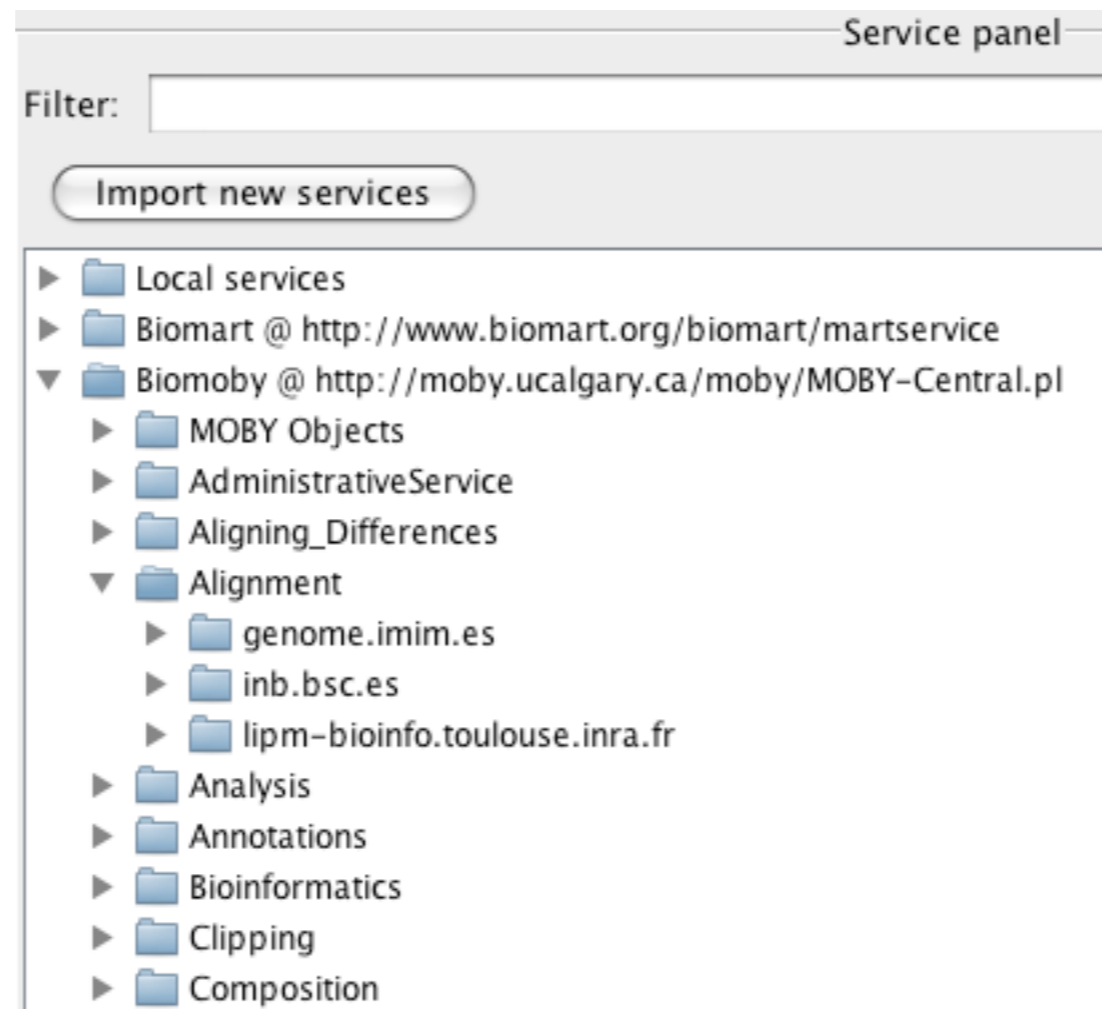 Service panel
Filter:
Import new services
Local services
Biomart @ http://www.biomart.org/biomart/martservice
Biomoby @ http://moby.ucalgary.ca/moby/MOBY-Central.pl
MOBY Objects
AdministrativeService
Aligning_Differences
Alignment
genome.imim.es
inb.bsc.es
lipm-bioinfo.toulouse.inra.fr
Analysis
Annotations
Bioinformatics
Clipping
Composition